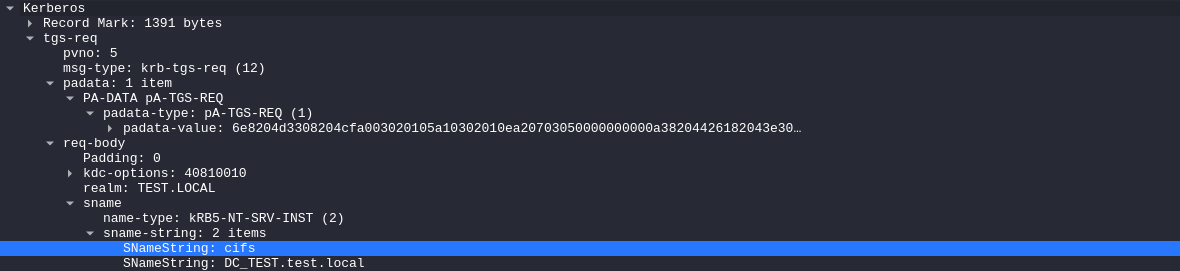 Kerberos
Record Mark: 1391 bytes
tgs-req
pvno: 5
msg-type: krb-tgs-req (12)
padata: 1 item
PA-DATA pA-TGS-REQ
padata-type: pA-TGS-REQ (1)
padata-value: 6e8204d3308204cfa003020105a10302010ea20703050000000000a38204426182043e30…
req-body
Padding: 0
kdc-options: 40810010
realm: TEST.LOCAL
sname
name-type: kRB5-NT-SRV-INST (2)
sname-string: 2 items
SNameString: cifs
SNameString: DC_TEST.test.local